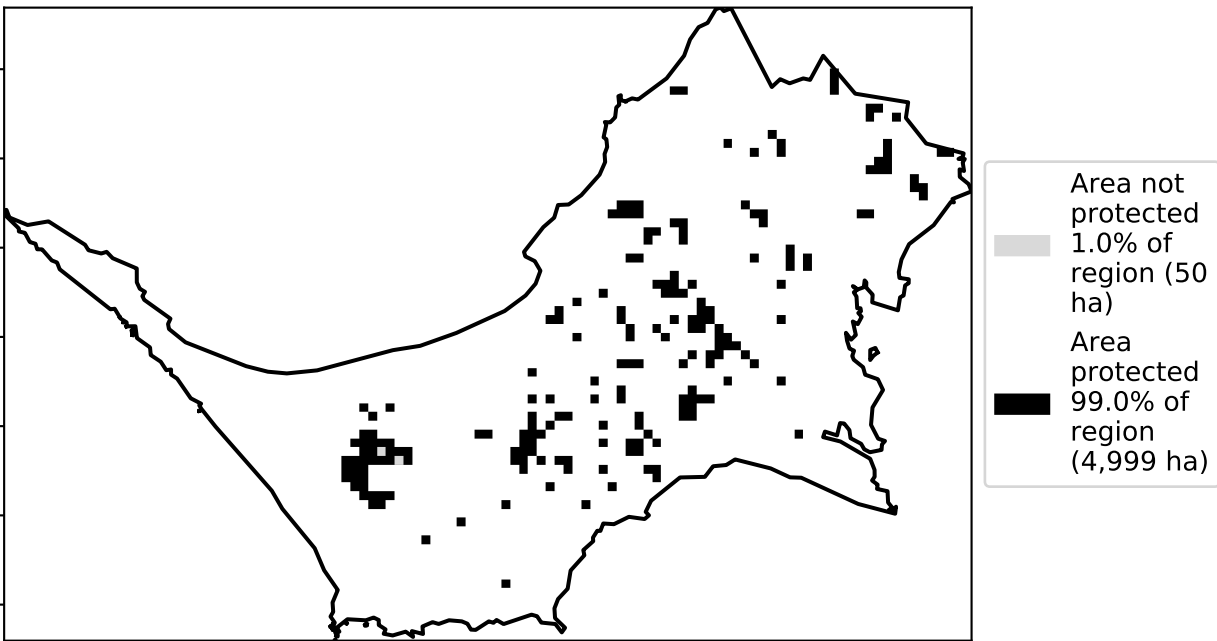 Area not
protected
1.0% of
region (50
ha)
Area
protected
99.0% of
region
(4,999 ha)